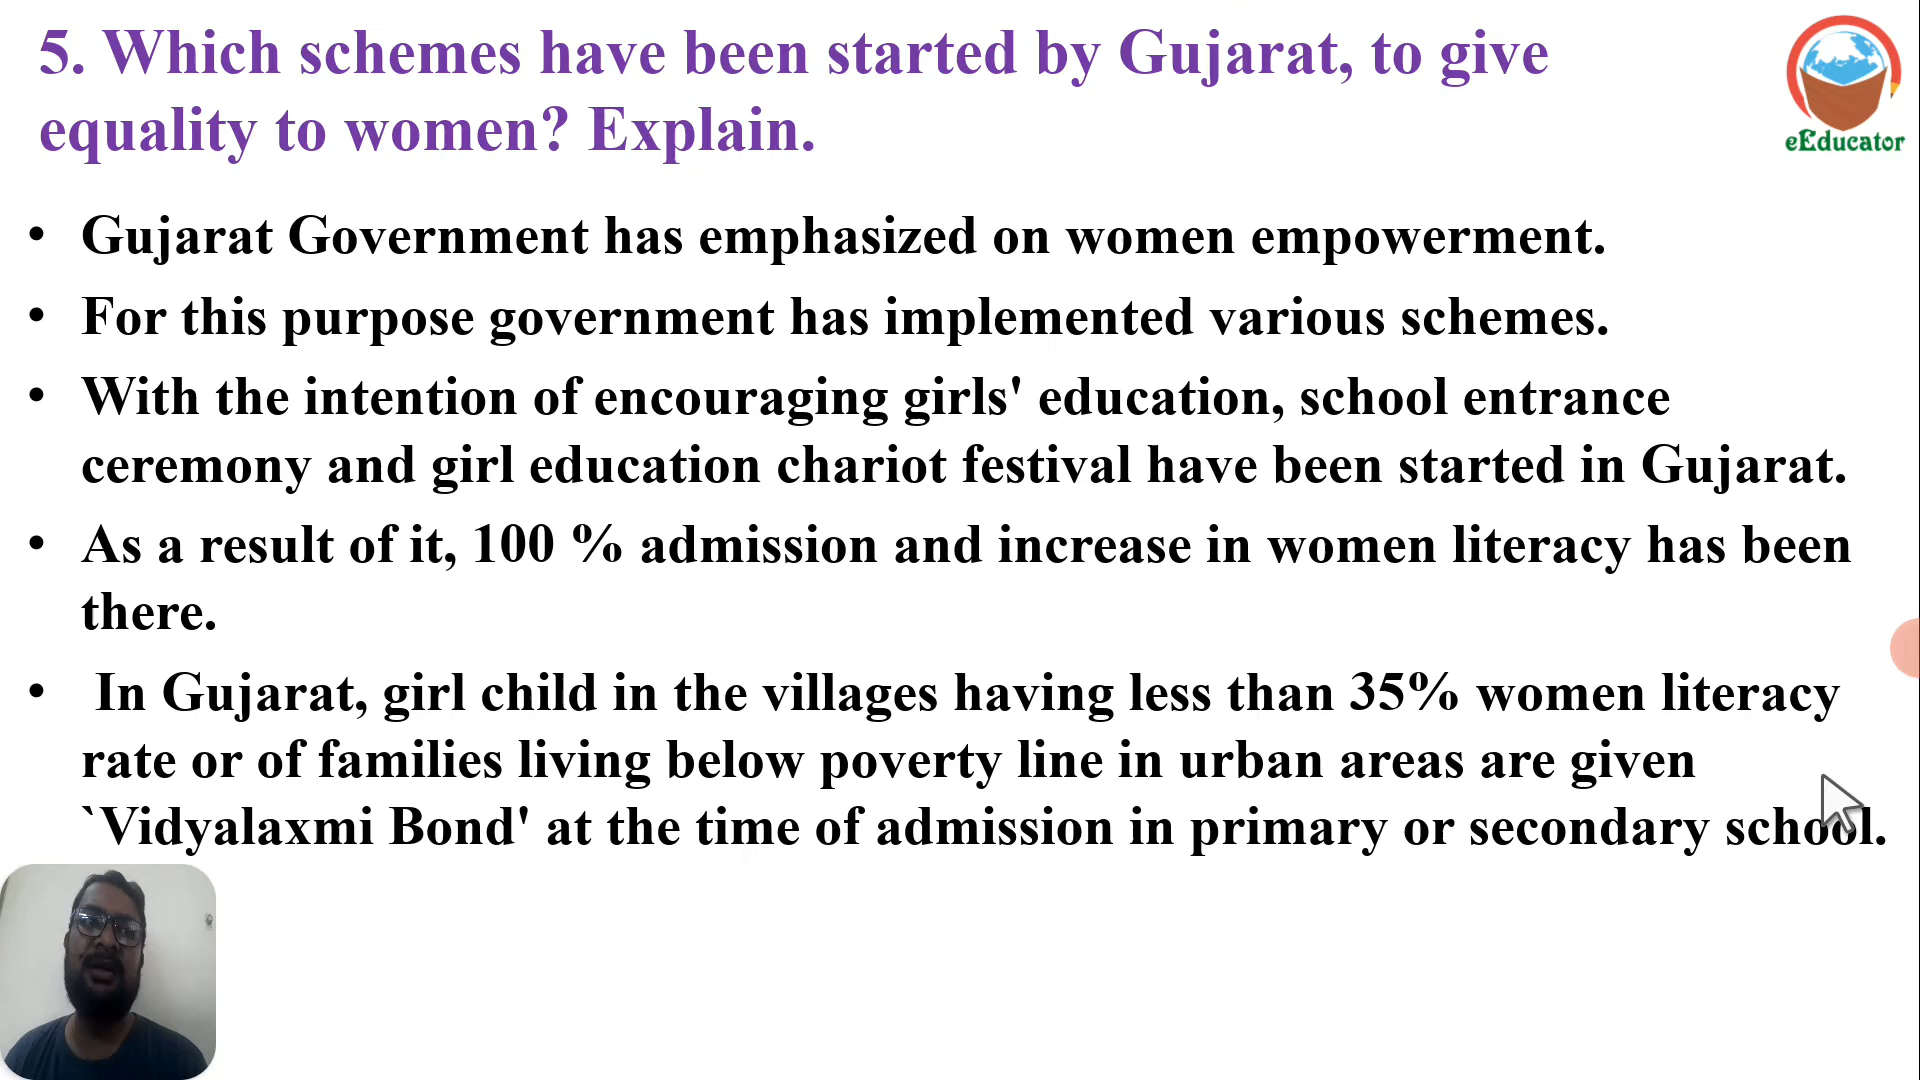 5. Which schemes have been started by Gujarat, to give
equality to women? Explain.
eEducator
• Gujarat Government has emphasized on women empowerment.
• For this purpose government has implemented various schemes.
• With the intention of encouraging girls' education, school entrance
ceremony and girl education chariot festival have been started in Gujarat.
• As a result of it, 100 % admission and increase in women literacy has been
there.
• In Gujarat, girl child in the villages having less than 35% women literacy
rate or of families living below poverty line in urban areas are given
`Vidyalaxmi Bond' at the time of admission in primary or secondary school.